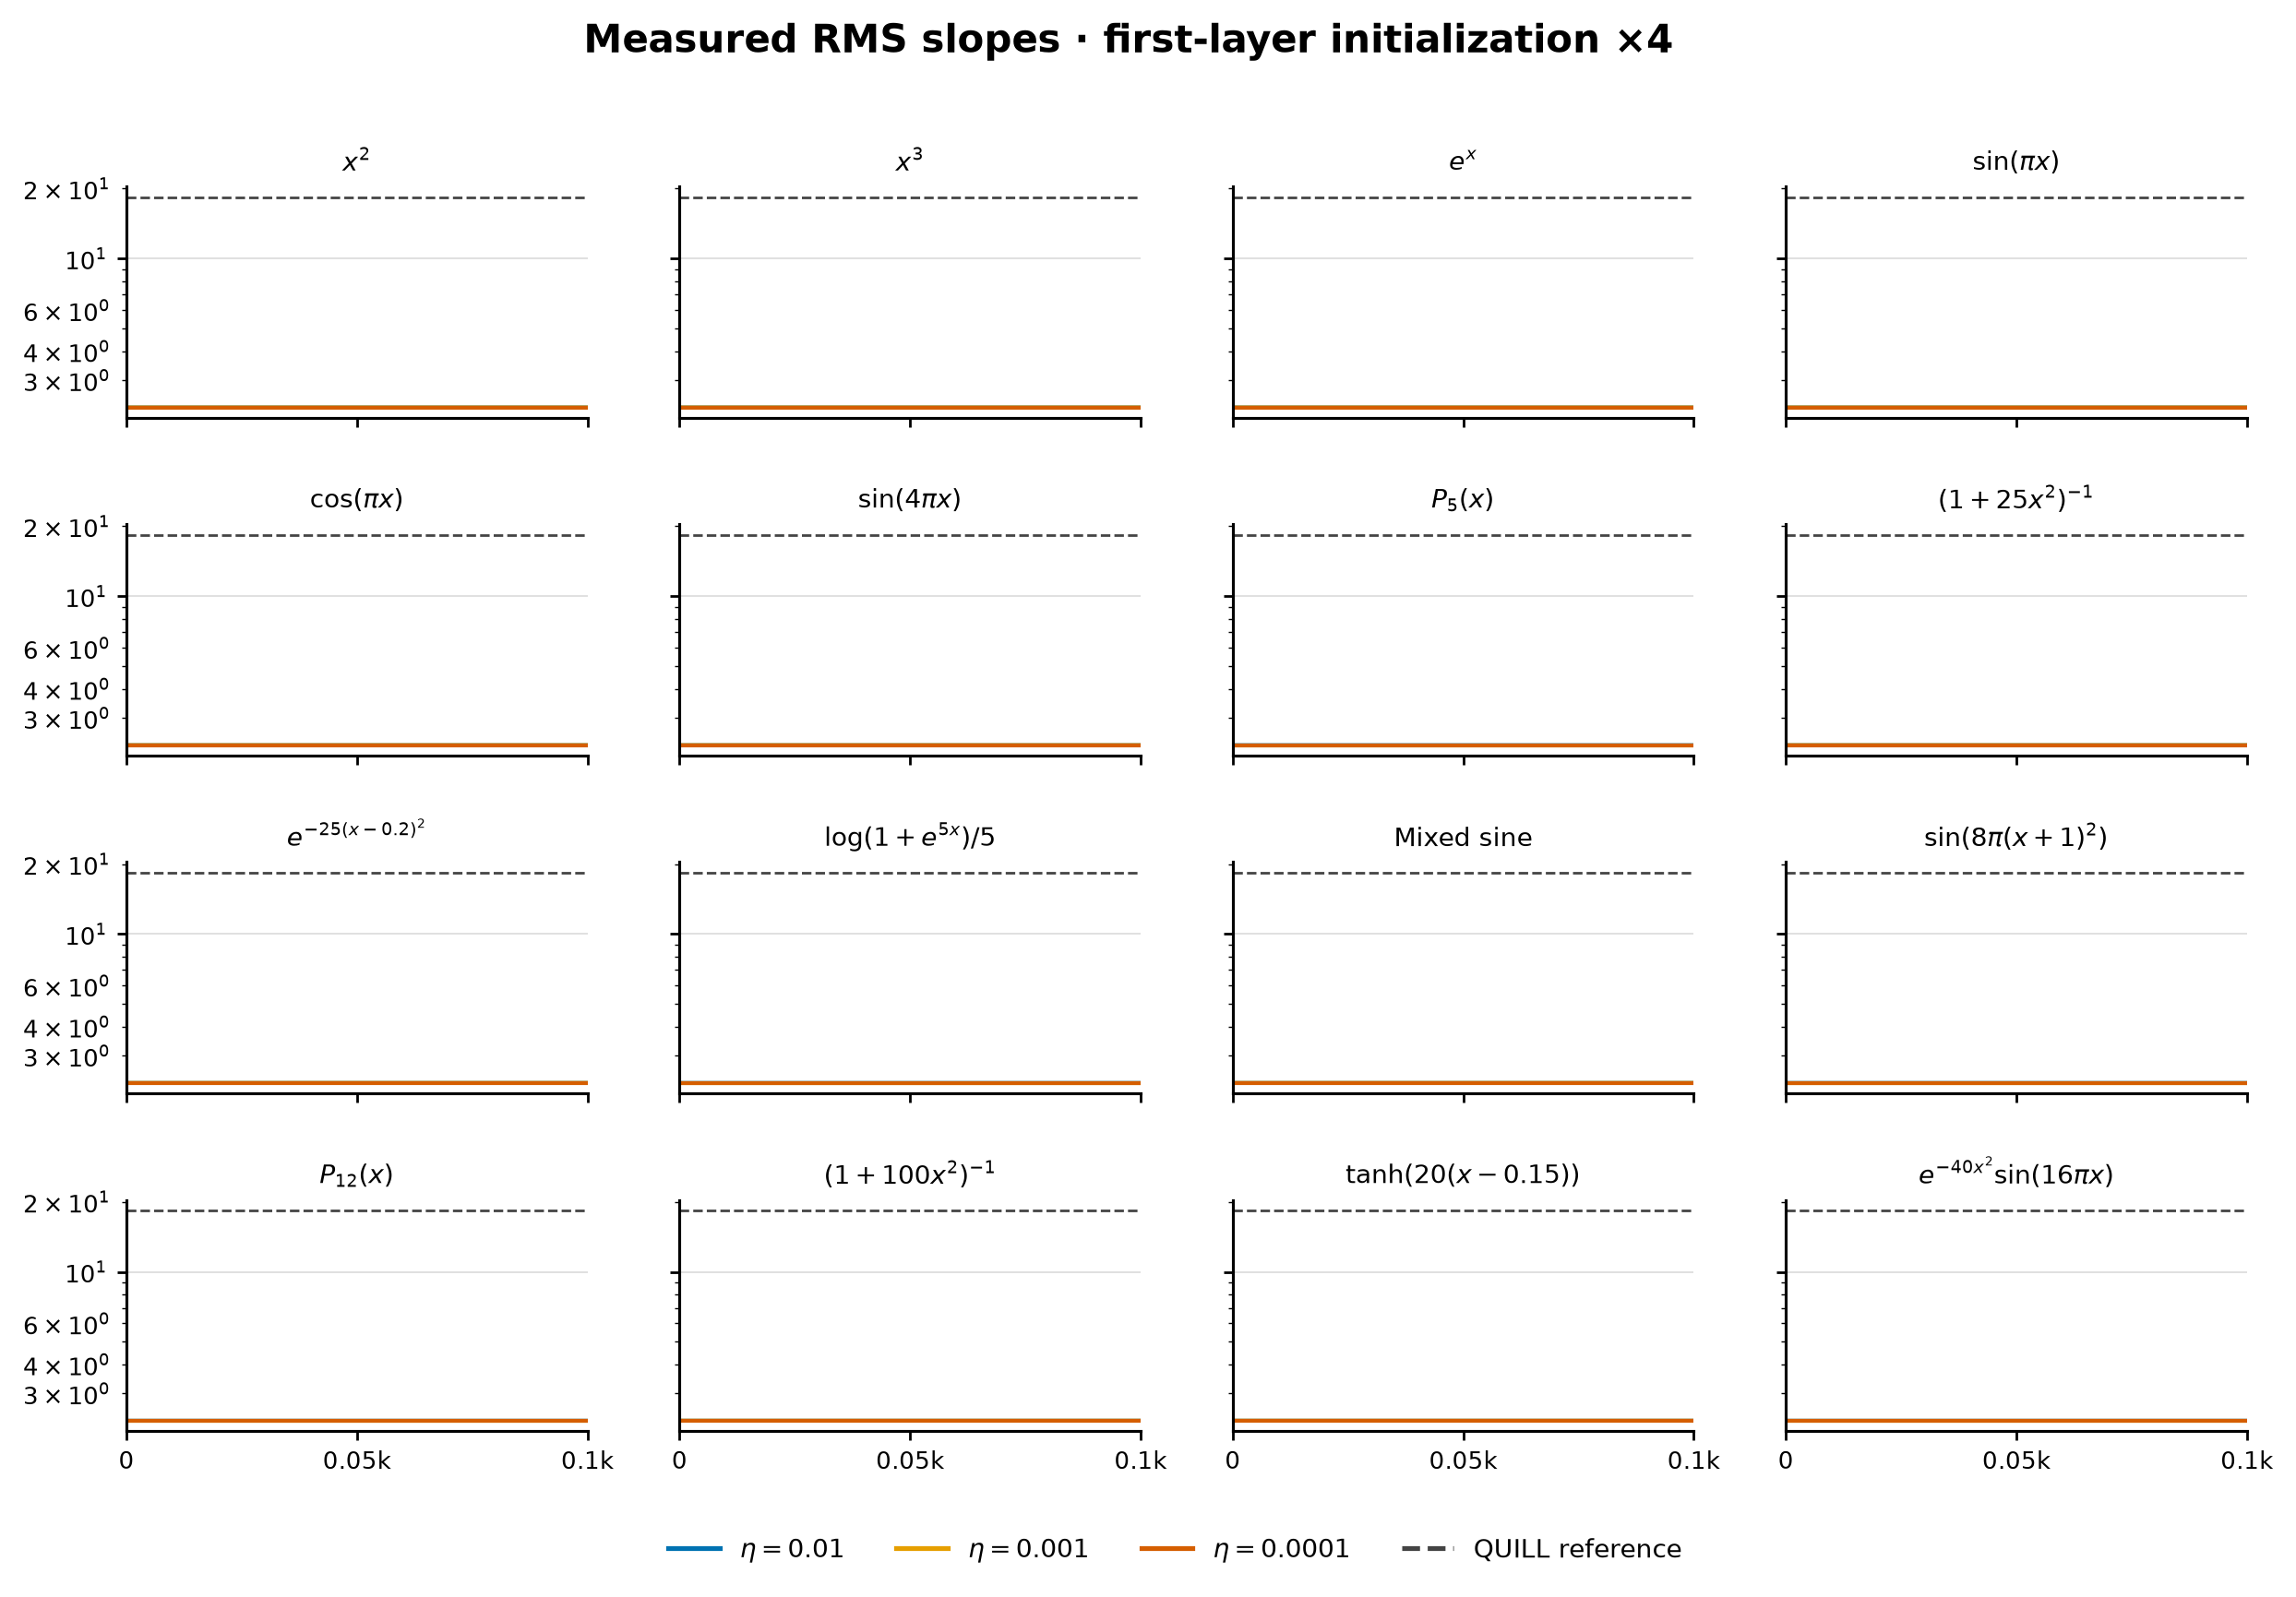 Measured RMS slopes · first-layer initialization ×4
x² x³ eˣ sin(πx)
2 × 10¹
10¹
6 × 10⁰
4 × 10⁰
3 × 10⁰
cos(πx) sin(4πx) P₅(x) (1 + 25x²)⁻¹
2 × 10¹
10¹
6 × 10⁰
4 × 10⁰
3 × 10⁰
e^{−25(x − 0.2)²} log(1 + e⁵ˣ)/5 Mixed sine sin(8π(x + 1)²)
2 × 10¹
10¹
6 × 10⁰
4 × 10⁰
3 × 10⁰
P₁₂(x) (1 + 100x²)⁻¹ tanh(20(x − 0.15)) e^{−40x²}sin(16πx)
2 × 10¹
10¹
6 × 10⁰
4 × 10⁰
3 × 10⁰
0 0.05k 0.1k 0 0.05k 0.1k 0 0.05k 0.1k 0 0.05k 0.1k
η = 0.01 η = 0.001 η = 0.0001 QUILL reference